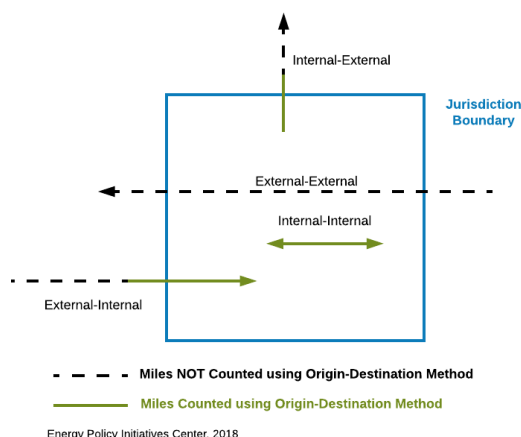 Internal-External
Jurisdiction
Boundary
External-External
Internal-Internal
External-Internal
Miles NOT Counted using Origin-Destination Method
Miles Counted using Origin-Destination Method
Energy Policy Initiatives Center, 2018